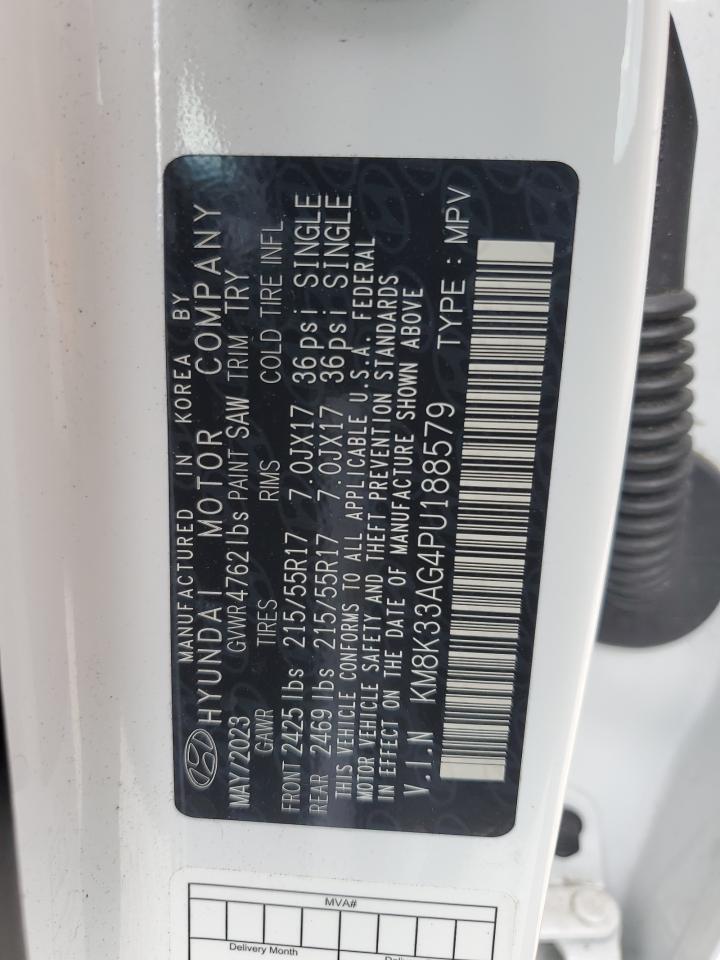 MANUFACTURED IN KOREA BY
HYUNDAI MOTOR COMPANY
MAY/2023 GVWR4762lbs PAINT SAW TRIM TRY
GAWR TIRES RIMS COLD TIRE INFL
FRONT 2425 lbs 215/55R17 7.0JX17 36psi SINGLE
REAR 2469 lbs 215/55R17 7.0JX17 36psi SINGLE
THIS VEHICLE CONFORMS TO ALL APPLICABLE U.S.A. FEDERAL
MOTOR VEHICLE SAFETY AND THEFT PREVENTION STANDARDS
IN EFFECT ON THE DATE OF MANUFACTURE SHOWN ABOVE
V.I.N KM8K33AG4PU188579 TYPE : MPV
MVA#
Delivery Month